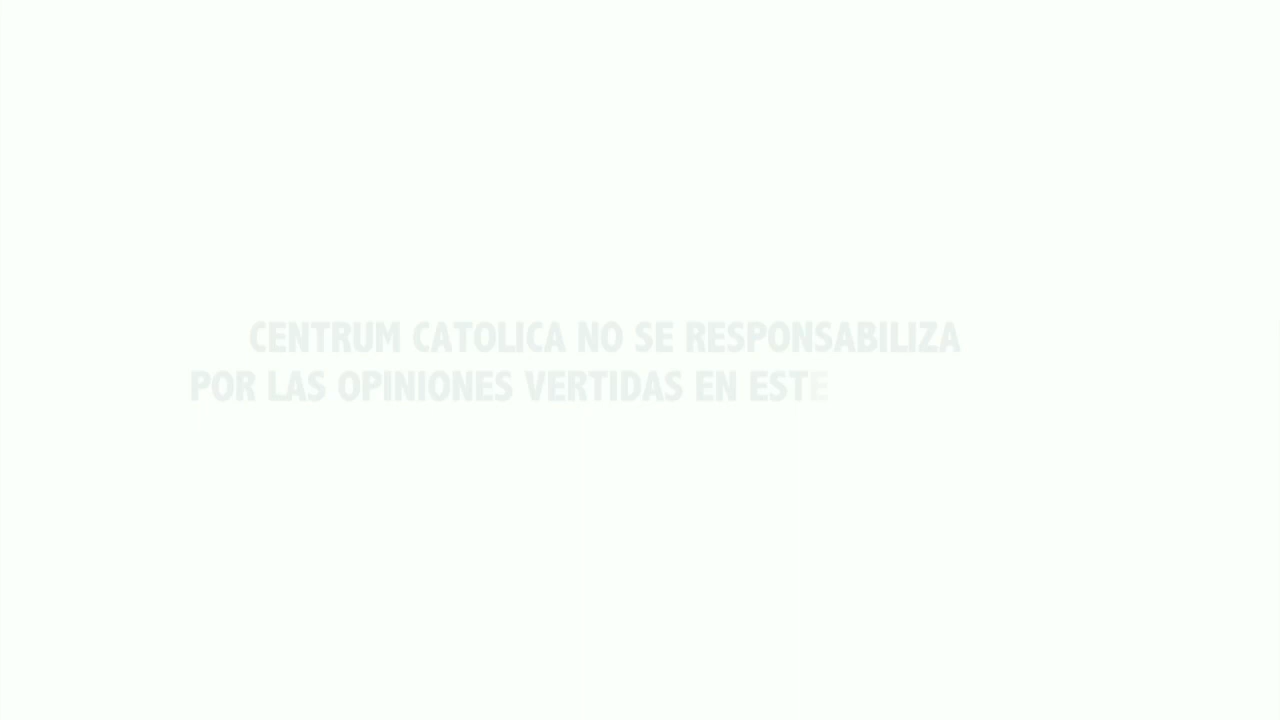 CENTRUM CATOLICA NO SE RESPONSABILIZA
POR LAS OPINIONES VERTIDAS EN ESTE